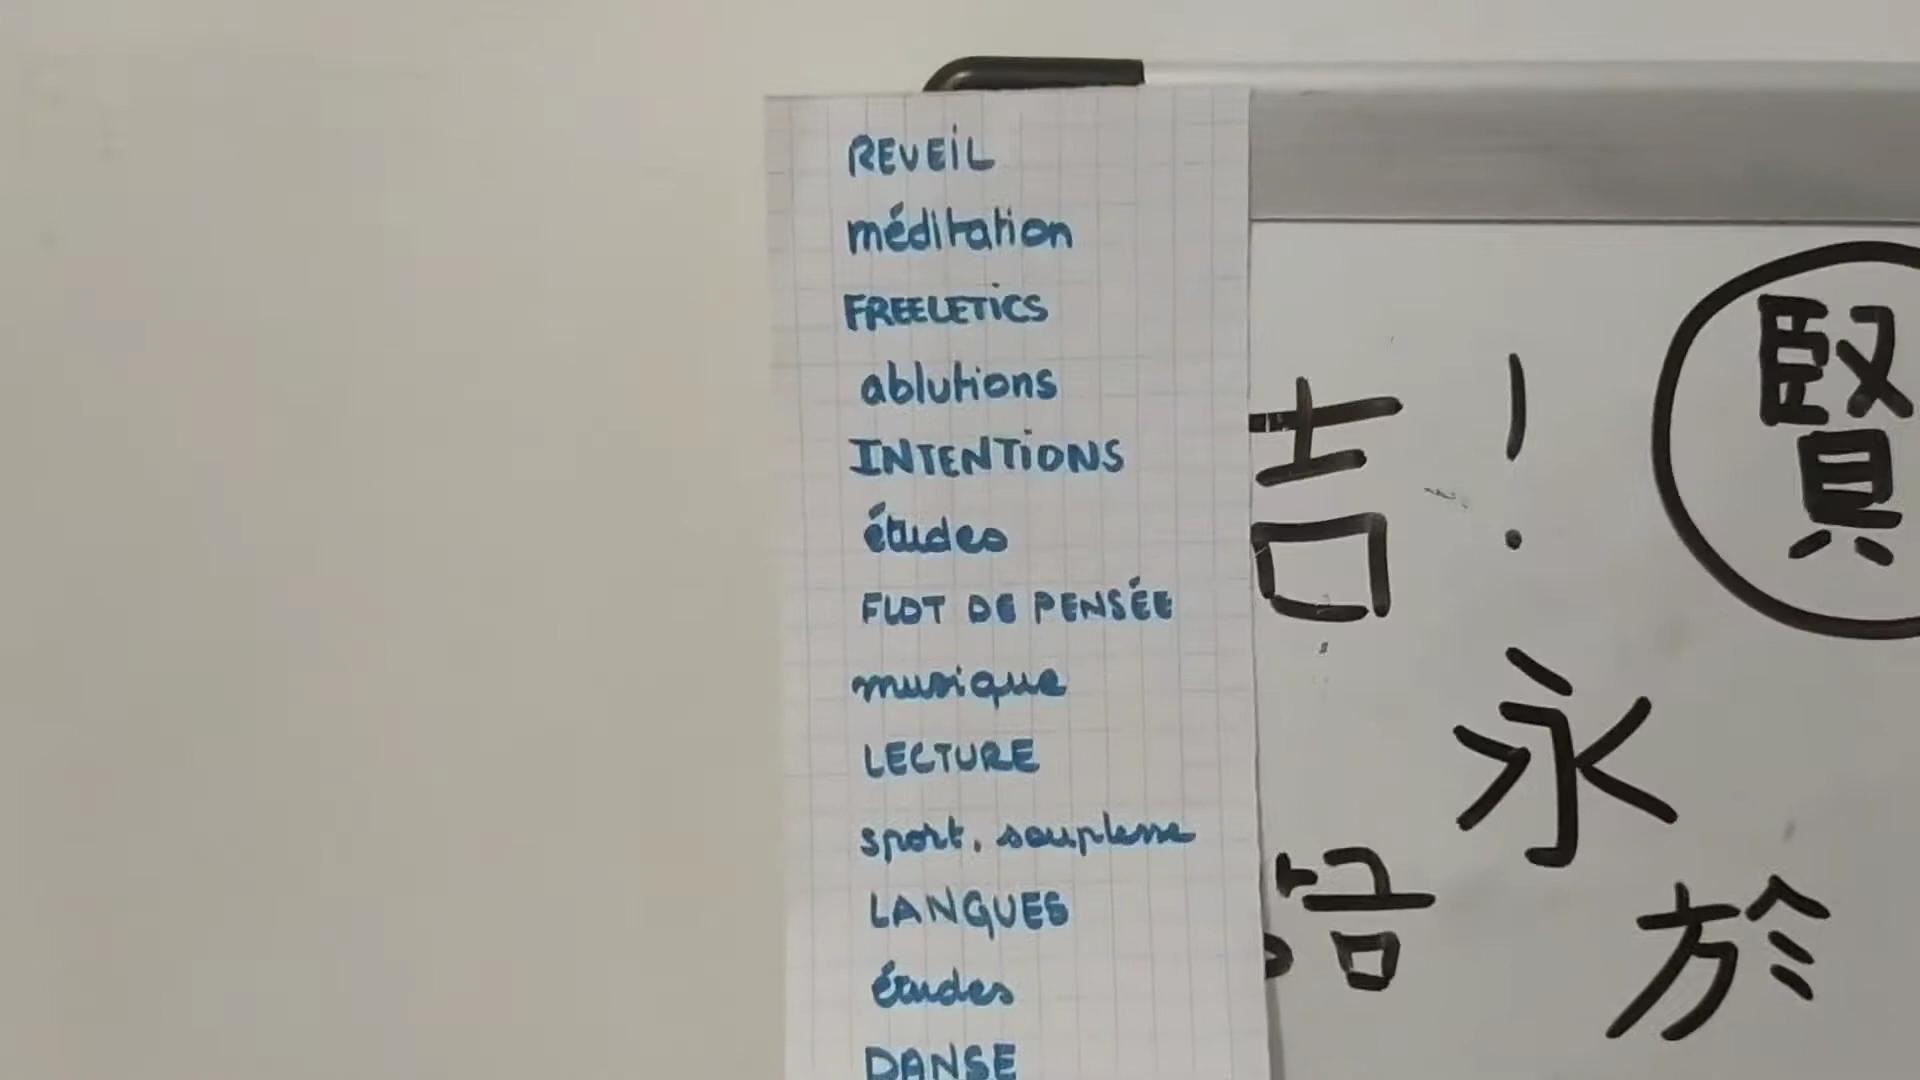 REVEIL
méditation
FREELETICS
ablutions
INTENTIONS
études
FLOT DE PENSÉE
musique
LECTURE
sport, souplesse
LANGUES
études
DANSE
吉!
賢
永
於